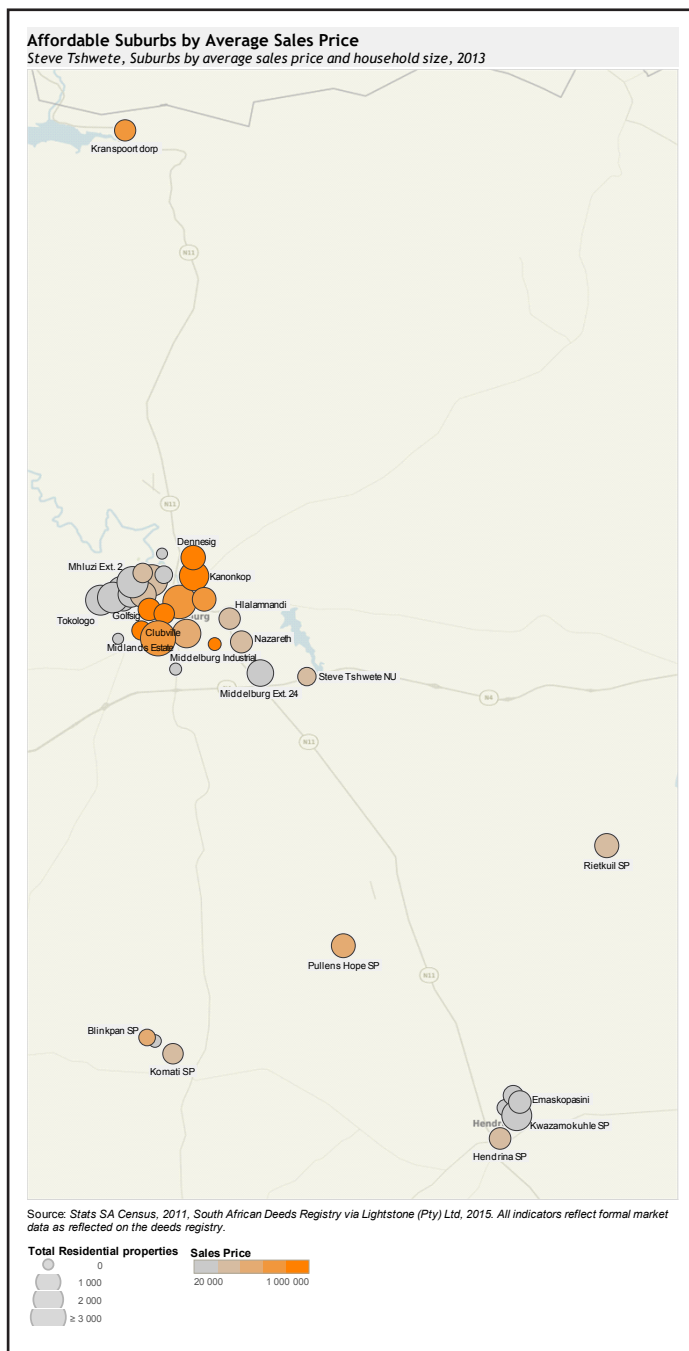 Affordable Suburbs by Average Sales Price
Steve Tshwete, Suburbs by average sales price and household size, 2013
Kranspoort dorp
N11
N11
Dennesig
Mhluzi Ext. 2
Kanonkop
Hlalamnandi
Golfsig
urg
Tokologo
Clubville
Nazareth
Midlands Estate
Middelburg Industrial
Steve Tshwete NU
Middelburg Ext. 24
N4
N11
Rietkuil SP
Pullens Hope SP
N11
Blinkpan SP
Komati SP
Emaskopasini
Hendr
Kwazamokuhle SP
Hendrina SP
Source: Stats SA Census, 2011, South African Deeds Registry via Lightstone (Pty) Ltd, 2015. All indicators reflect formal market
data as reflected on the deeds registry.
Total Residential properties
0
1 000
2 000
≥ 3 000
Sales Price
20 000
1 000 000